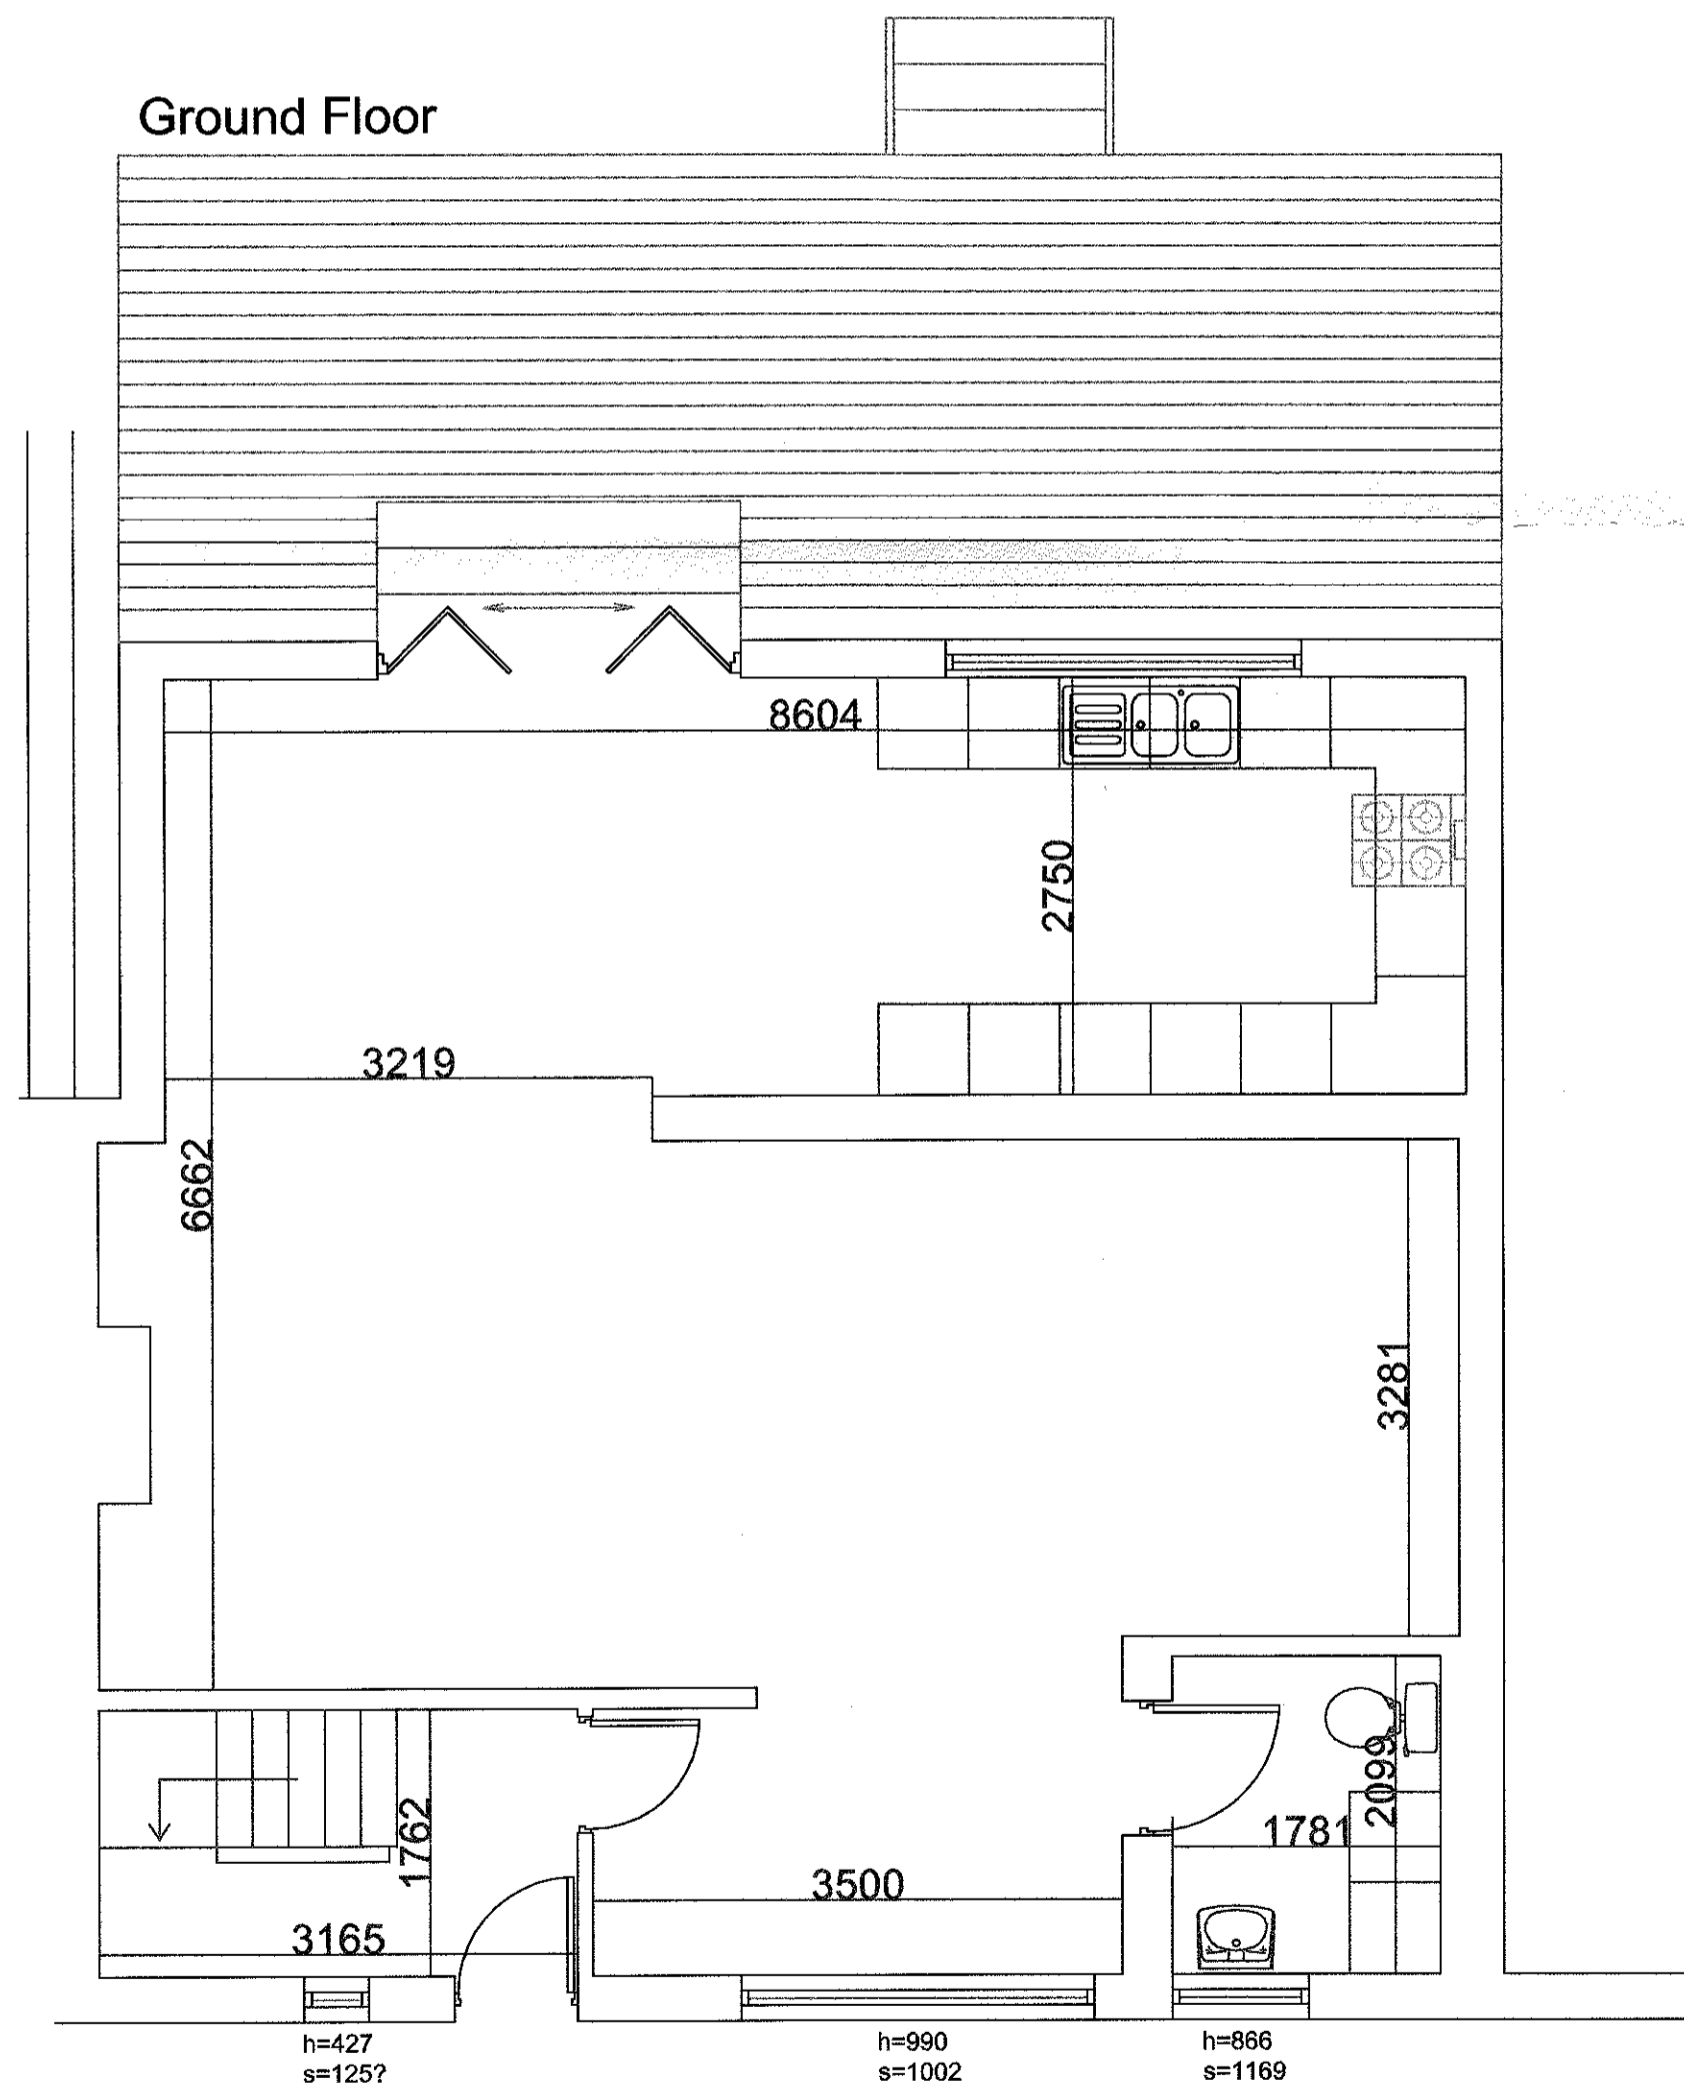 Ground Floor
8604
2750
3219
6662
3281
2099
1781
1762
3500
3165
h=427
s=125?
h=990
s=1002
h=866
s=1169